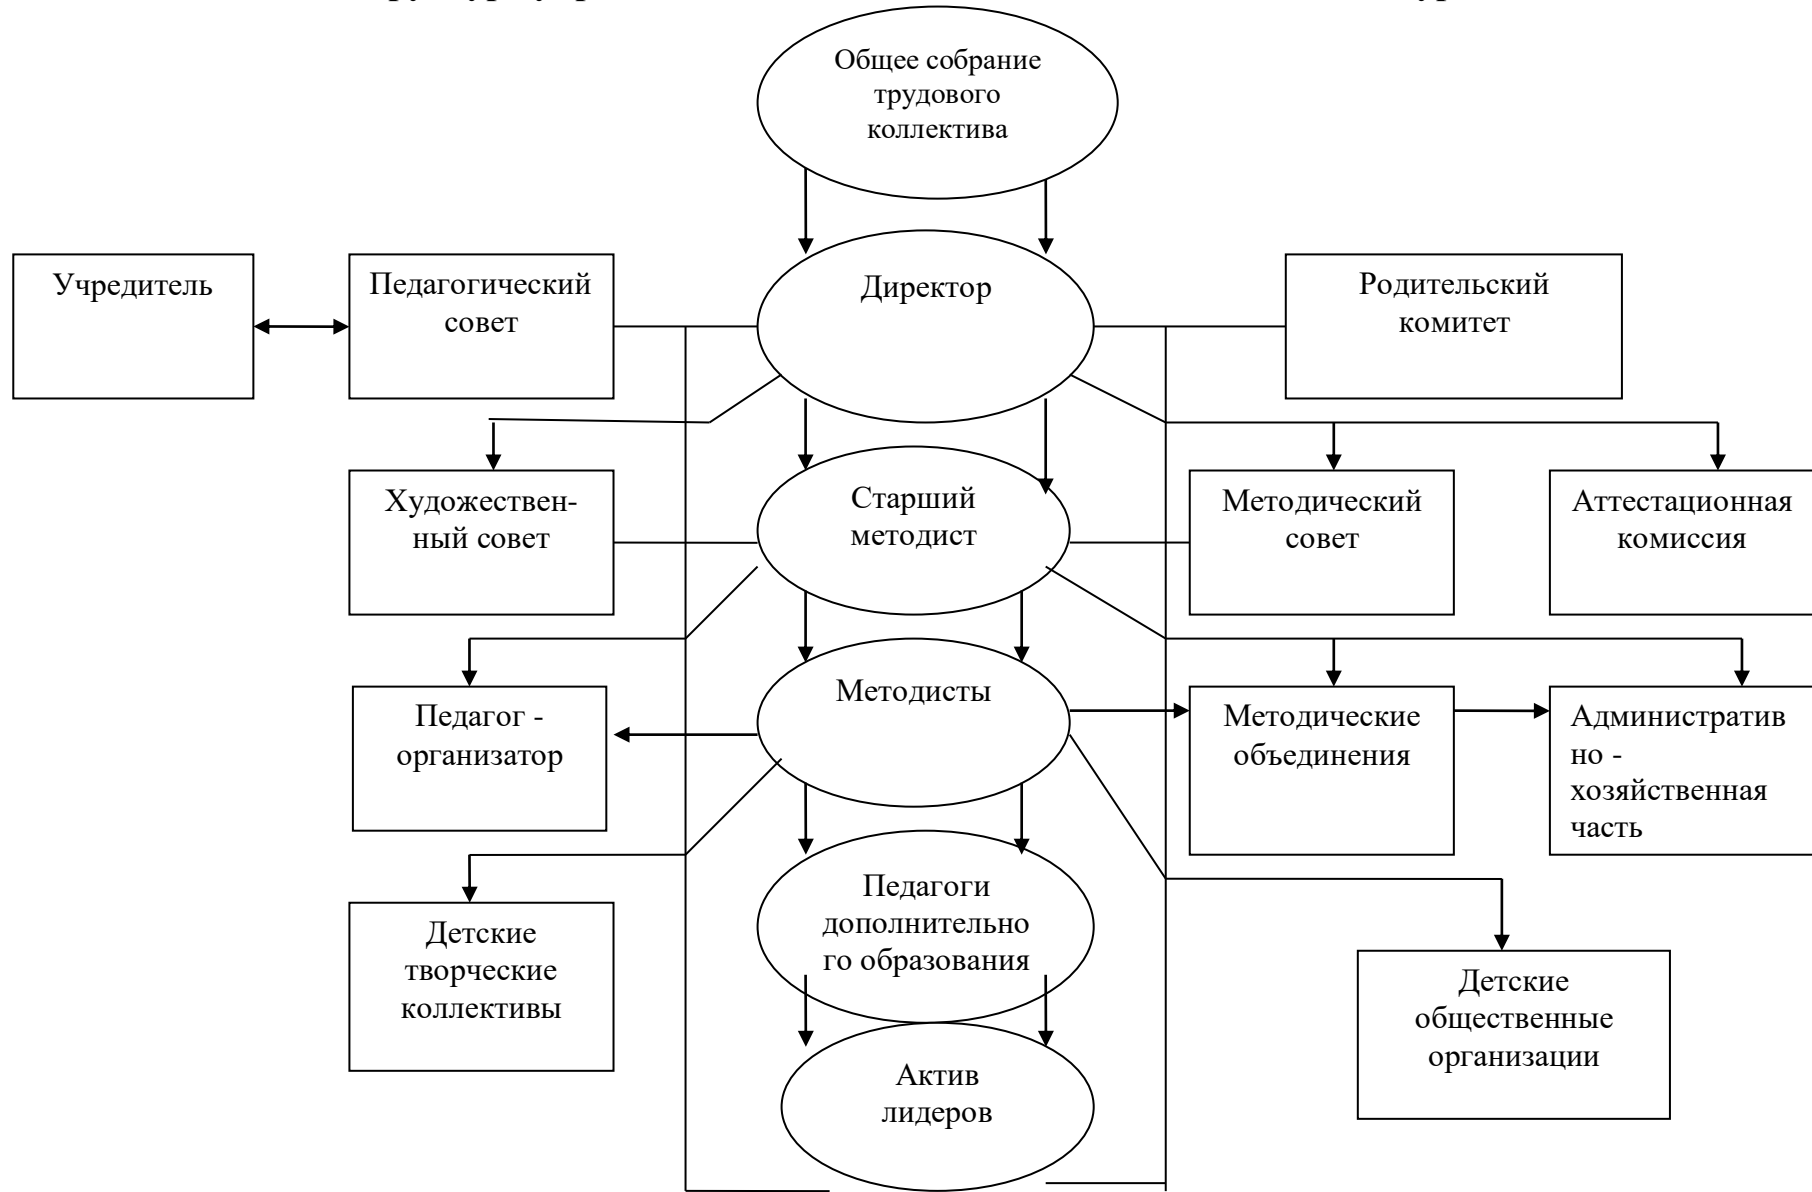 Общее собрание
трудового
коллектива
Учредитель
Педагогический
совет
Директор
Родительский
комитет
Художествен-
ный совет
Старший
методист
Методический
совет
Аттестационная
комиссия
Педагог -
организатор
Методисты
Методические
объединения
Административ
но -
хозяйственная
часть
Детские
творческие
коллективы
Педагоги
дополнительно
го образования
Детские
общественные
организации
Актив
лидеров